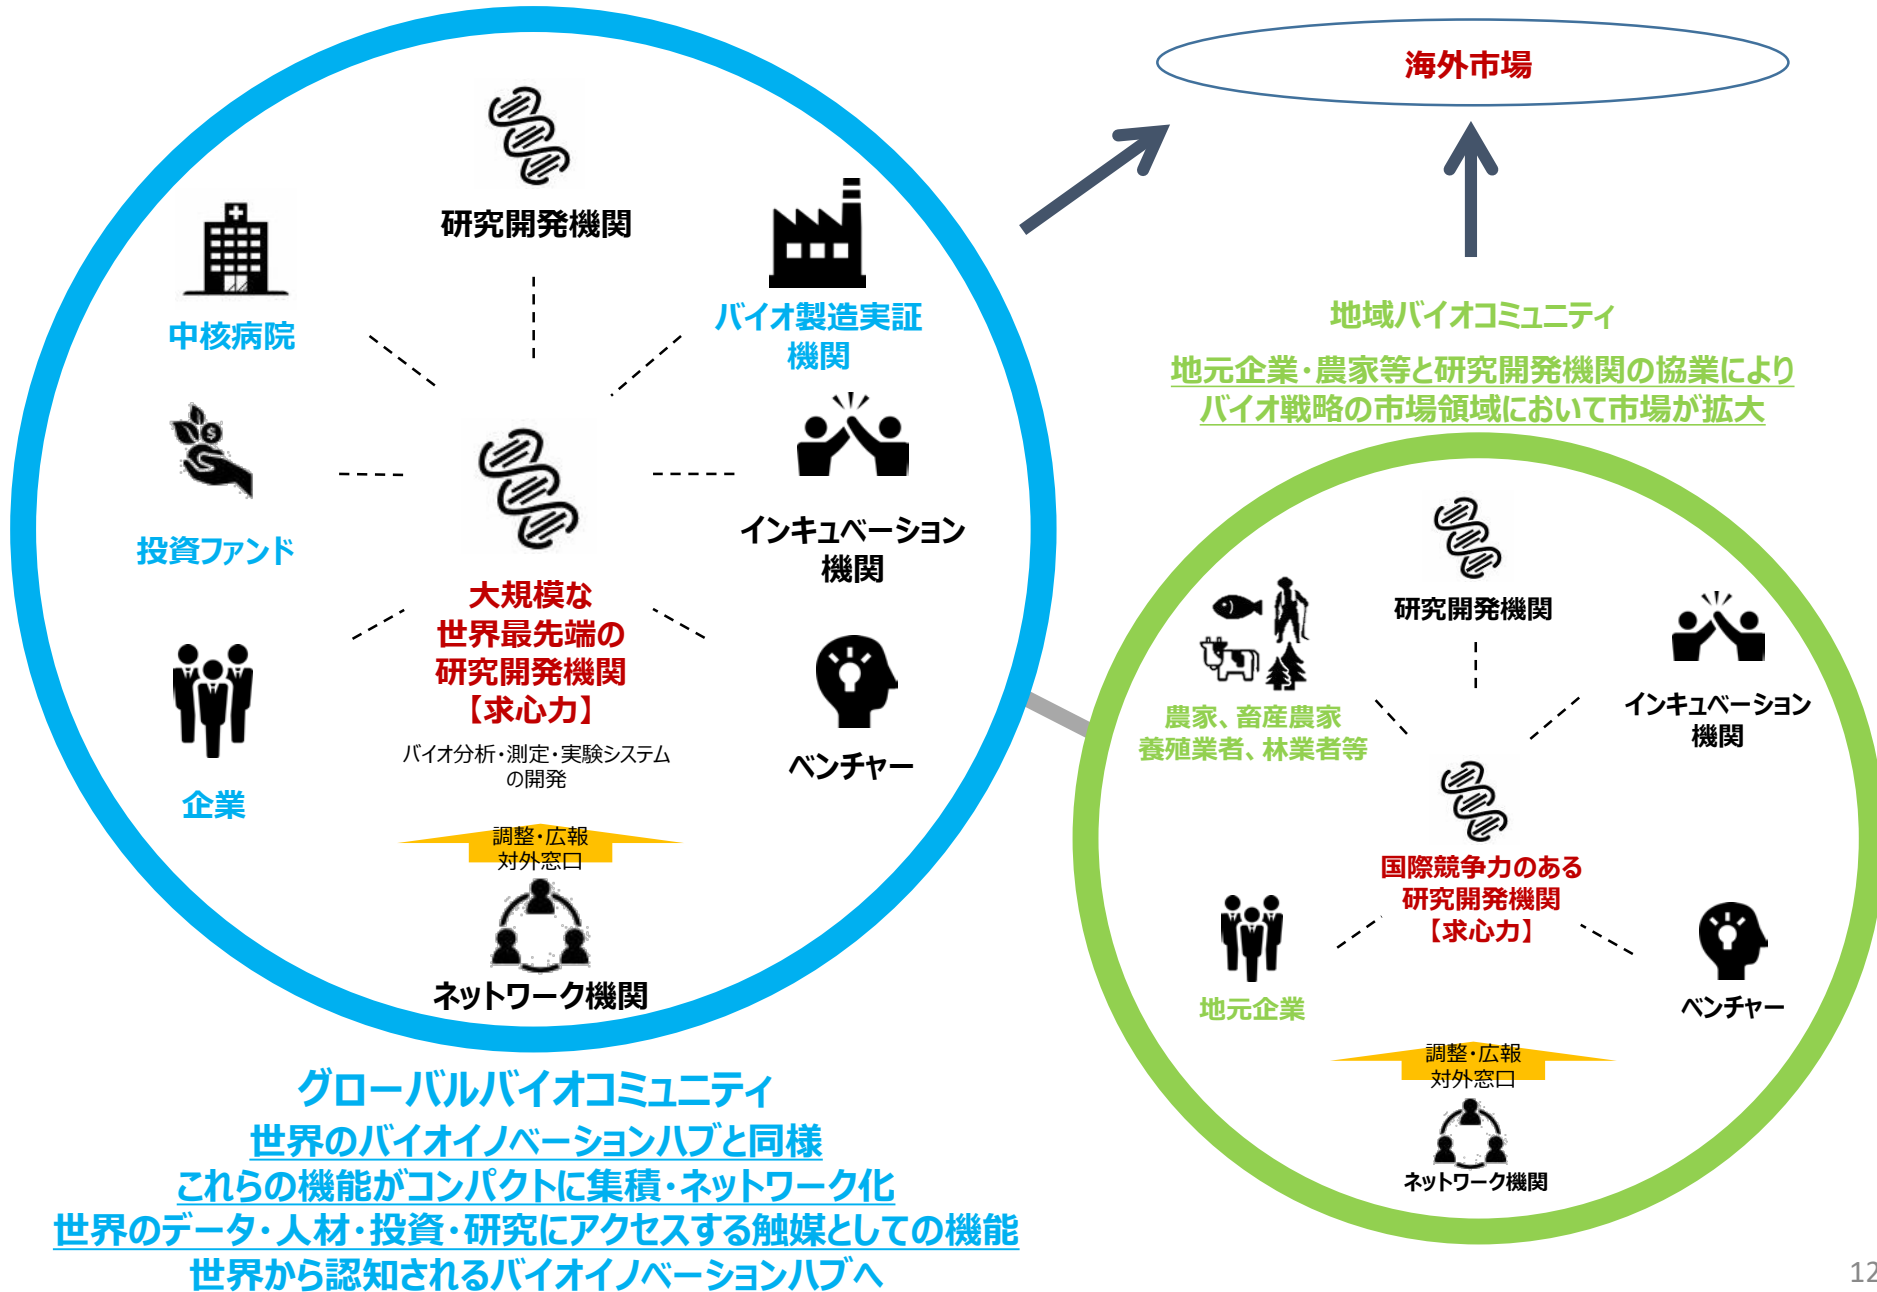 海外市場
研究開発機関
中核病院
バイオ製造実証
機関
投資ファンド
インキュベーション
機関
大規模な
世界最先端の
研究開発機関
【求心力】
バイオ分析・測定・実験システム
の開発
企業
ベンチャー
調整・広報
対外窓口
ネットワーク機関
グローバルバイオコミュニティ
世界のバイオイノベーションハブと同様
これらの機能がコンパクトに集積・ネットワーク化
世界のデータ・人材・投資・研究にアクセスする触媒としての機能
世界から認知されるバイオイノベーションハブへ
地域バイオコミュニティ
地元企業・農家等と研究開発機関の協業により
バイオ戦略の市場領域において市場が拡大
研究開発機関
農家、畜産農家
養殖業者、林業者等
インキュベーション
機関
国際競争力のある
研究開発機関
【求心力】
地元企業
ベンチャー
調整・広報
対外窓口
ネットワーク機関
12